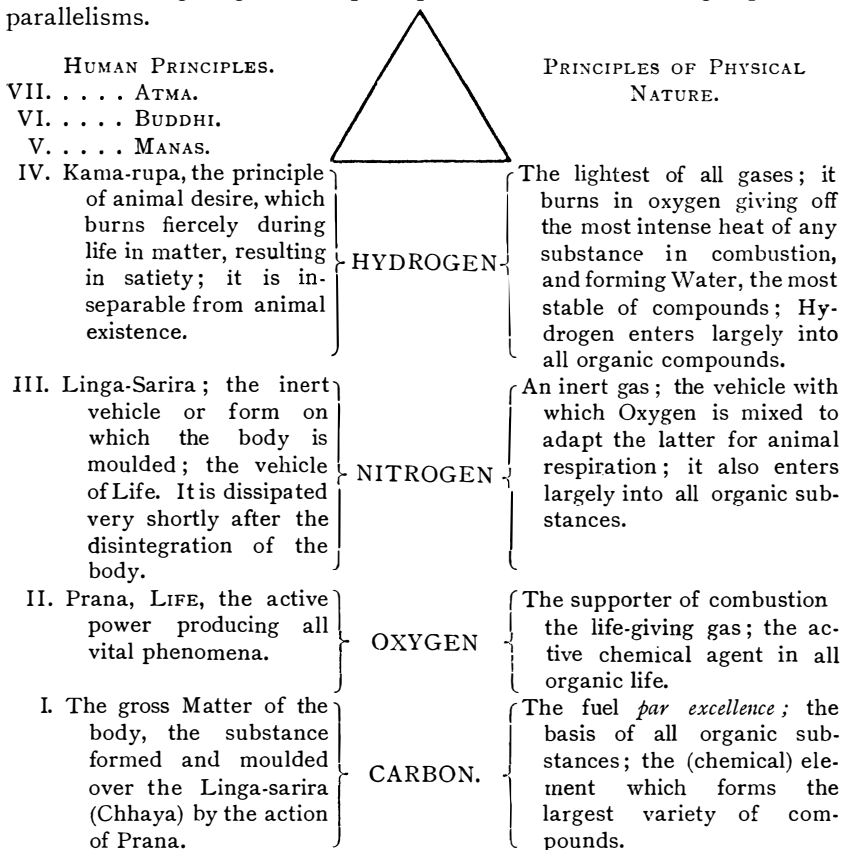 parallelisms.
HUMAN PRINCIPLES.
VII. . . . . ATMA.
VI. . . . . BUDDHI.
V. . . . . MANAS.
PRINCIPLES OF PHYSICAL
NATURE.
IV. Kama-rupa, the principle
of animal desire, which
burns fiercely during
life in matter, resulting
in satiety; it is in-
separable from animal
existence.
HYDROGEN
The lightest of all gases; it
burns in oxygen giving off
the most intense heat of any
substance in combustion,
and forming Water, the most
stable of compounds; Hy-
drogen enters largely into
all organic compounds.
III. Linga-Sarira; the inert
vehicle or form on
which the body is
moulded; the vehicle
of Life. It is dissipated
very shortly after the
disintegration of the
body.
NITROGEN
An inert gas; the vehicle with
which Oxygen is mixed to
adapt the latter for animal
respiration; it also enters
largely into all organic sub-
stances.
II. Prana, LIFE, the active
power producing all
vital phenomena.
OXYGEN
The supporter of combustion
the life-giving gas; the ac-
tive chemical agent in all
organic life.
I. The gross Matter of the
body, the substance
formed and moulded
over the Linga-sarira
(Chhaya) by the action
of Prana.
CARBON.
The fuel par excellence; the
basis of all organic sub-
stances; the (chemical) ele-
ment which forms the
largest variety of com-
pounds.